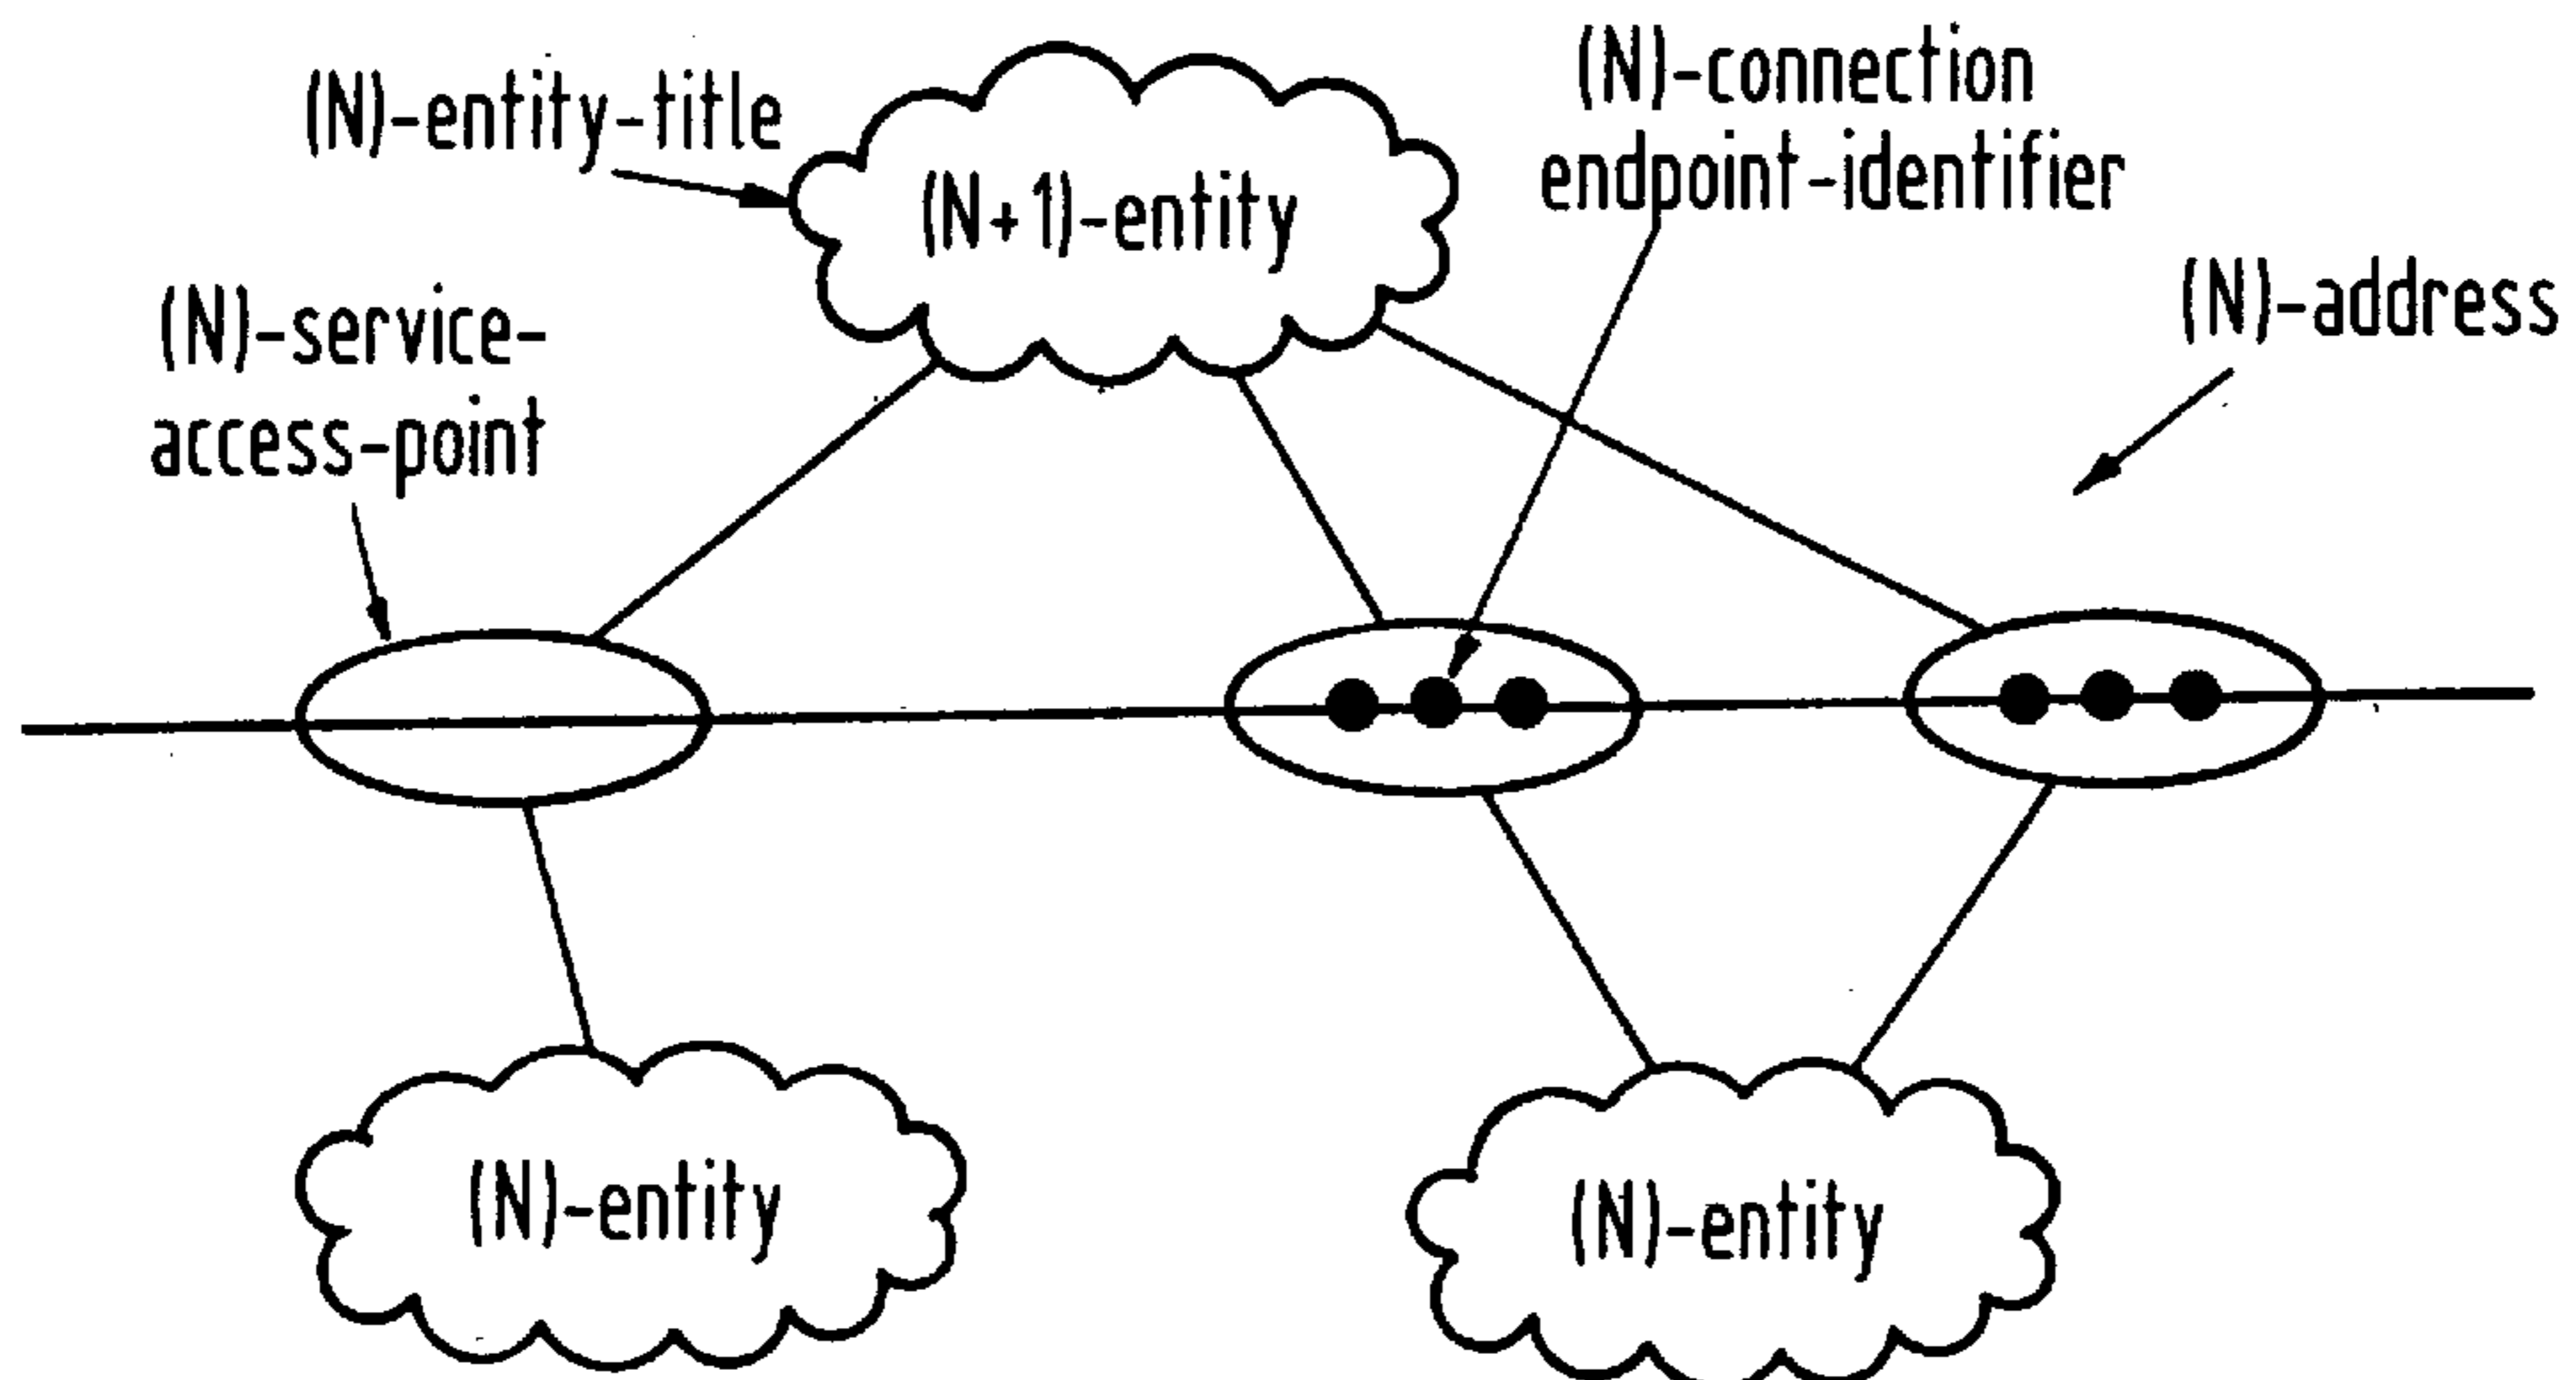 (N)-entity-title
(N+1)-entity
(N)-connection
endpoint-identifier
(N)-address
(N)-service-
access-point
(N)-entity
(N)-entity